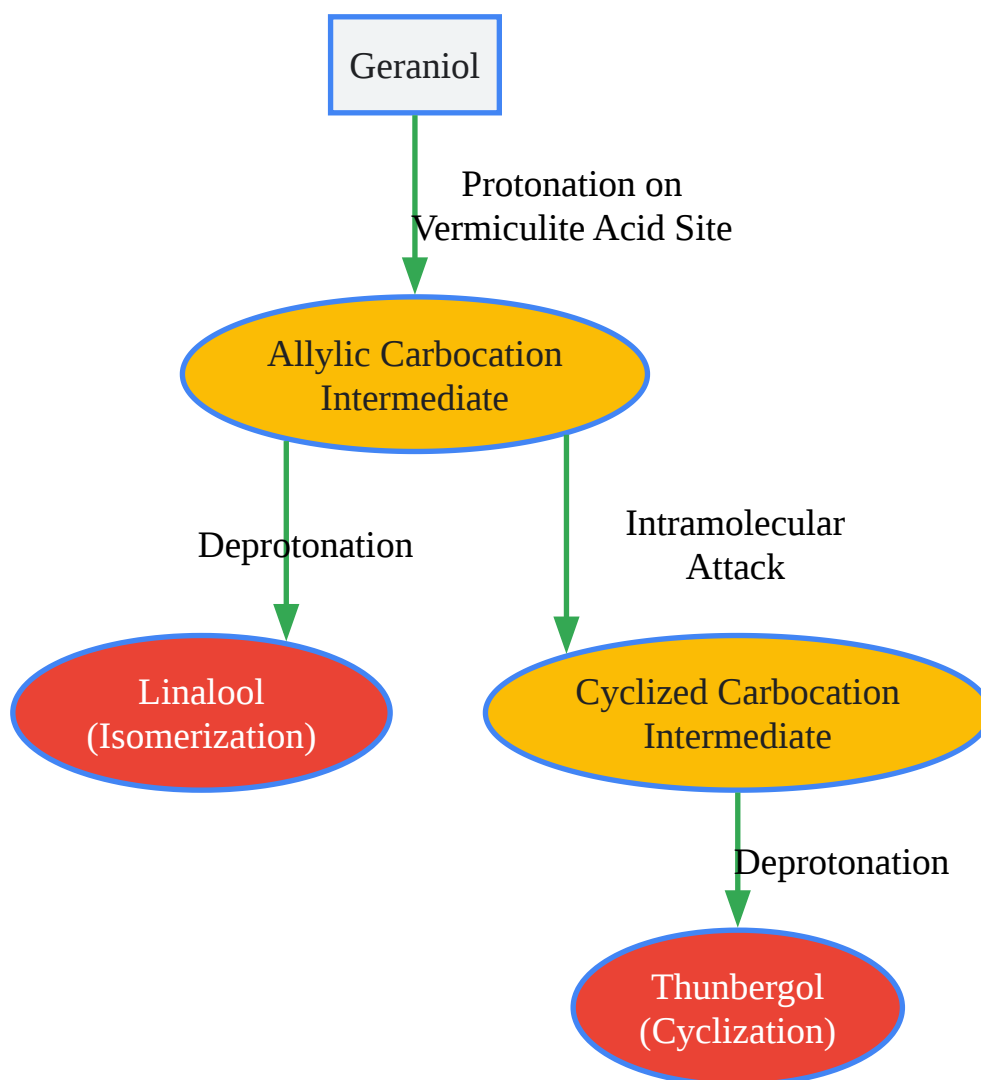 Geraniol
Protonation on
Vermiculite Acid Site
Allylic Carbocation
Intermediate
Deprotonation
Intramolecular
Attack
Linalool
(Isomerization)
Cyclized Carbocation
Intermediate
Deprotonation
Thunbergol
(Cyclization)